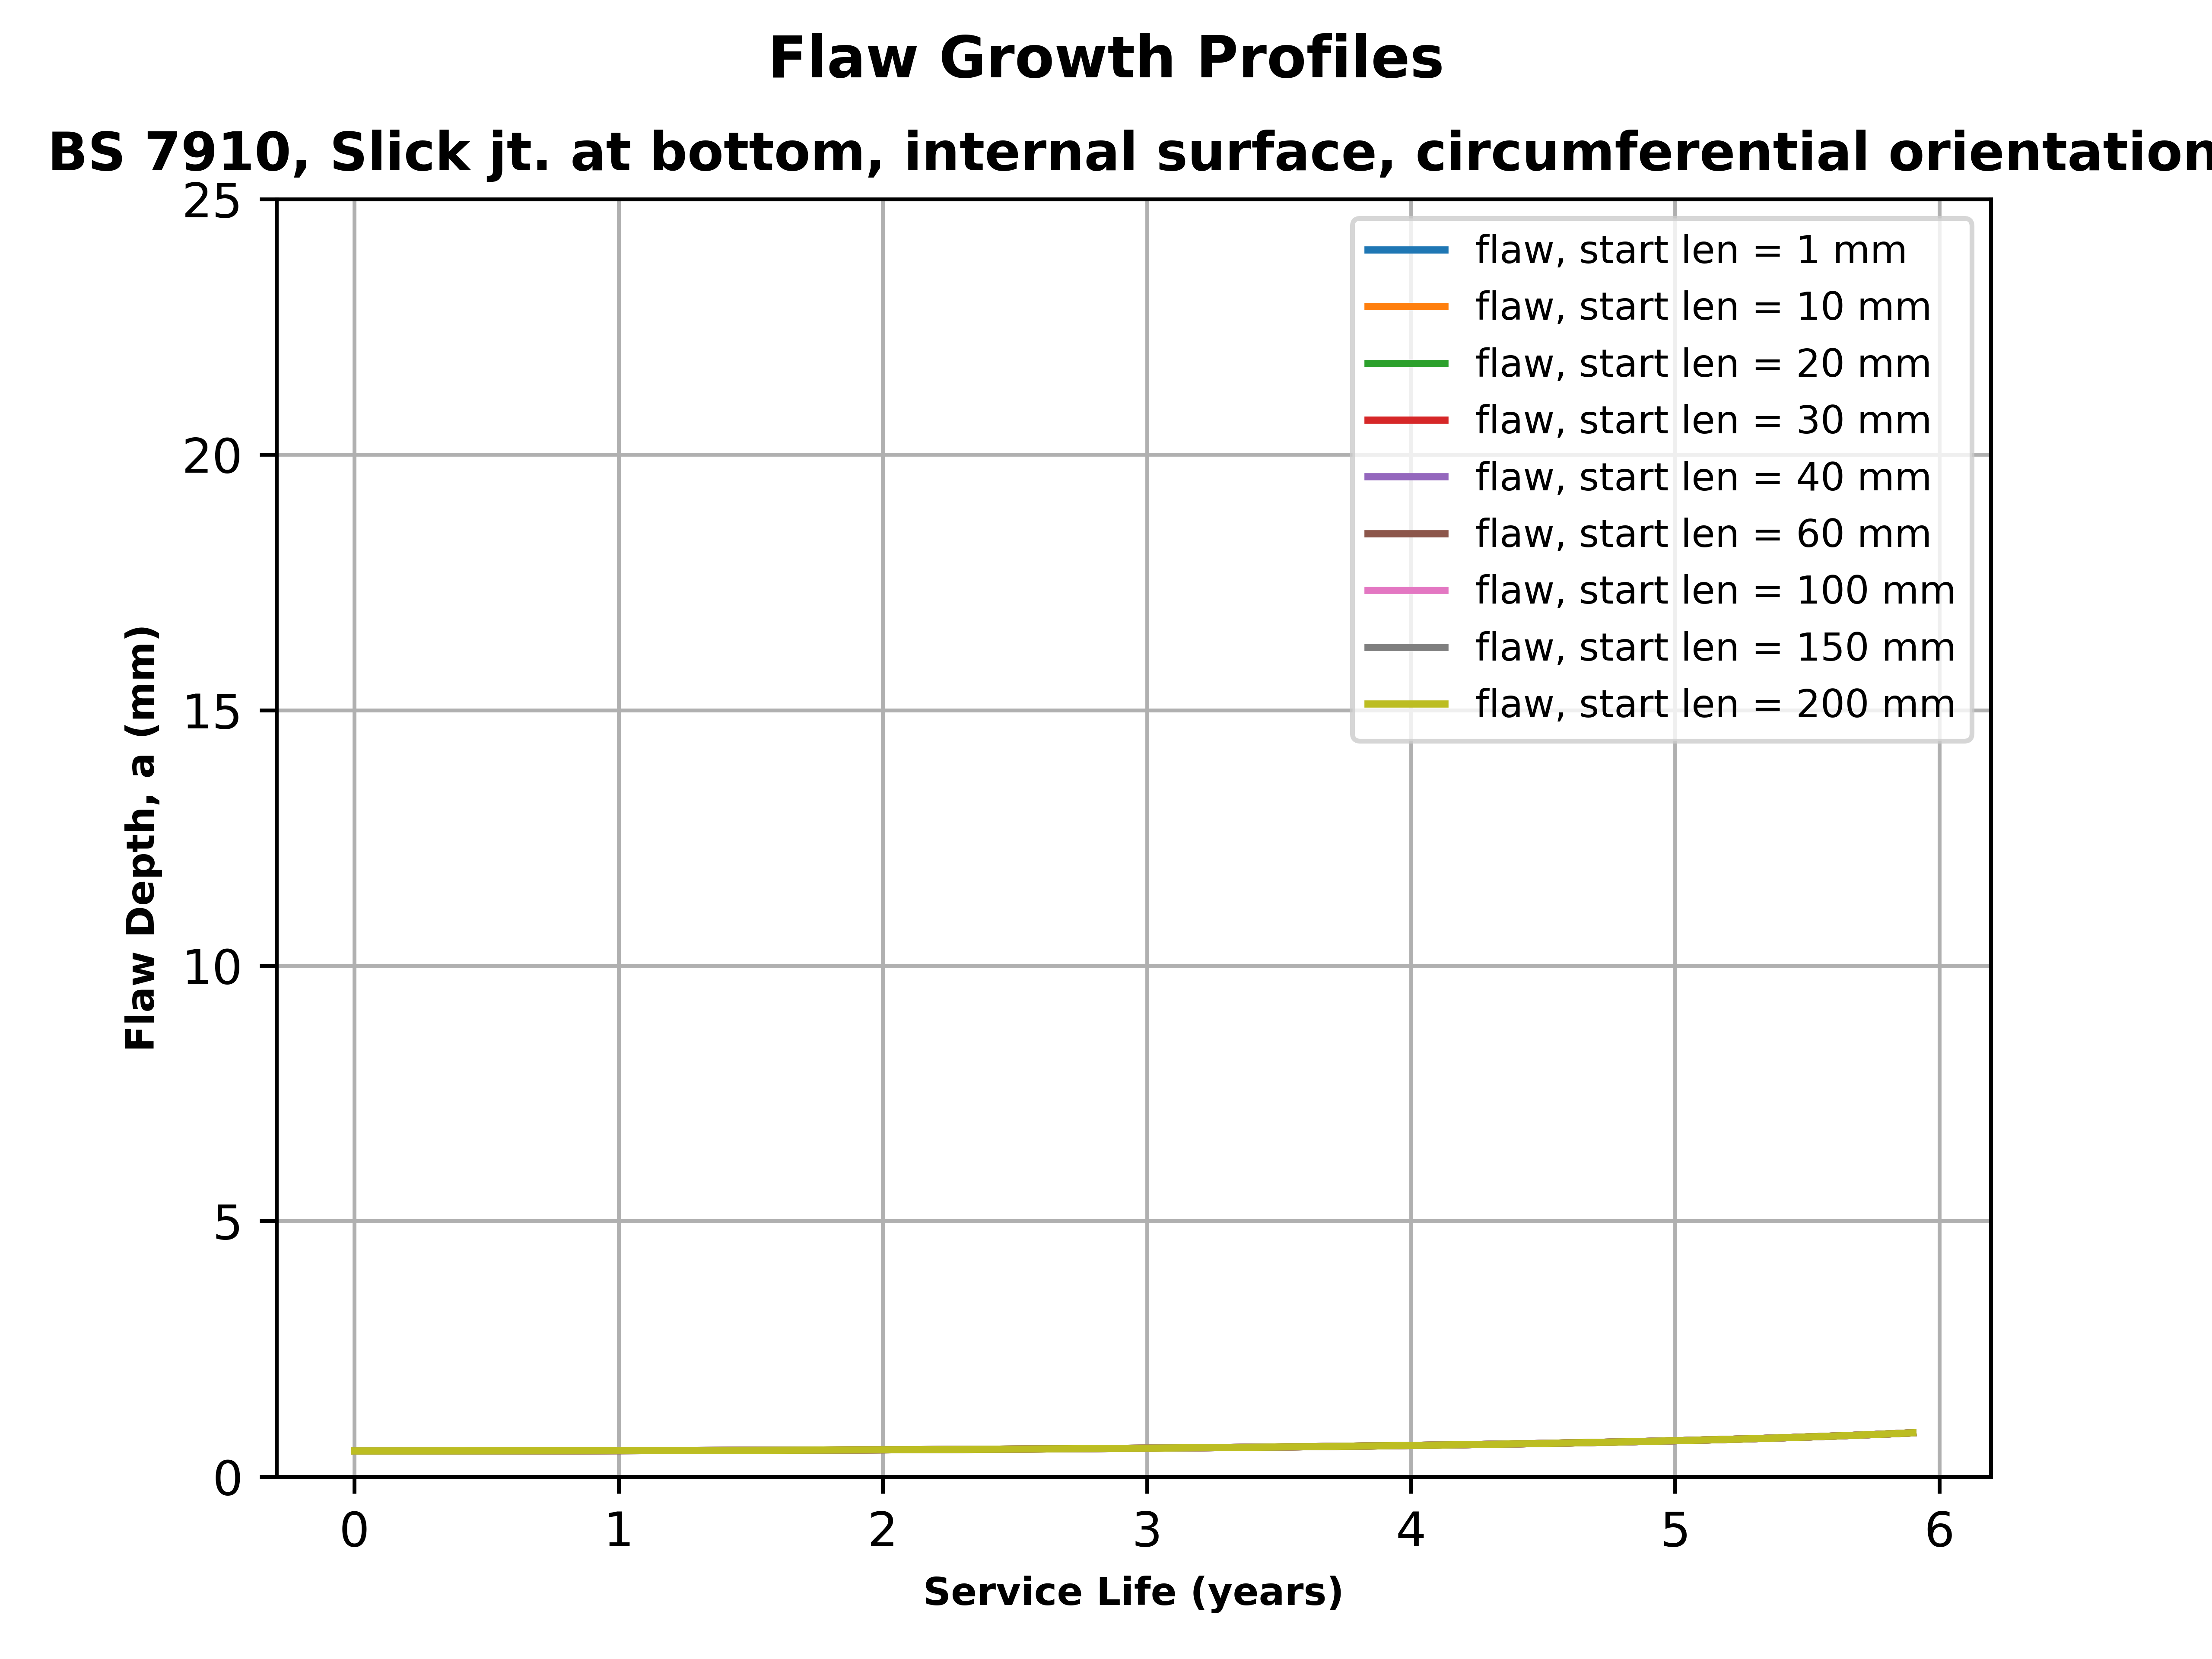 Flaw Growth Profiles
BS 7910, Slick jt. at bottom, internal surface, circumferential orientation
25
20
15
10
5
0
Flaw Depth, a (mm)
flaw, start len = 1 mm
flaw, start len = 10 mm
flaw, start len = 20 mm
flaw, start len = 30 mm
flaw, start len = 40 mm
flaw, start len = 60 mm
flaw, start len = 100 mm
flaw, start len = 150 mm
flaw, start len = 200 mm
0 1 2 3 4 5 6
Service Life (years)